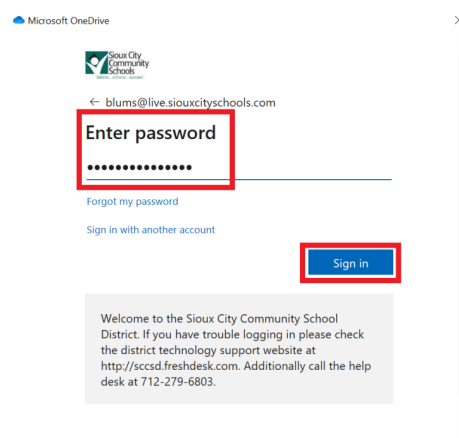 Microsoft OneDrive
Sioux City
Community
Schools
← blums@live.siouxcityschools.com
Enter password
•••••••••••••••
Forgot my password
Sign in with another account
Sign in
Welcome to the Sioux City Community School
District. If you have trouble logging in please check
the district technology support website at
http://sccsd.freshdesk.com. Additionally call the help
desk at 712-279-6803.